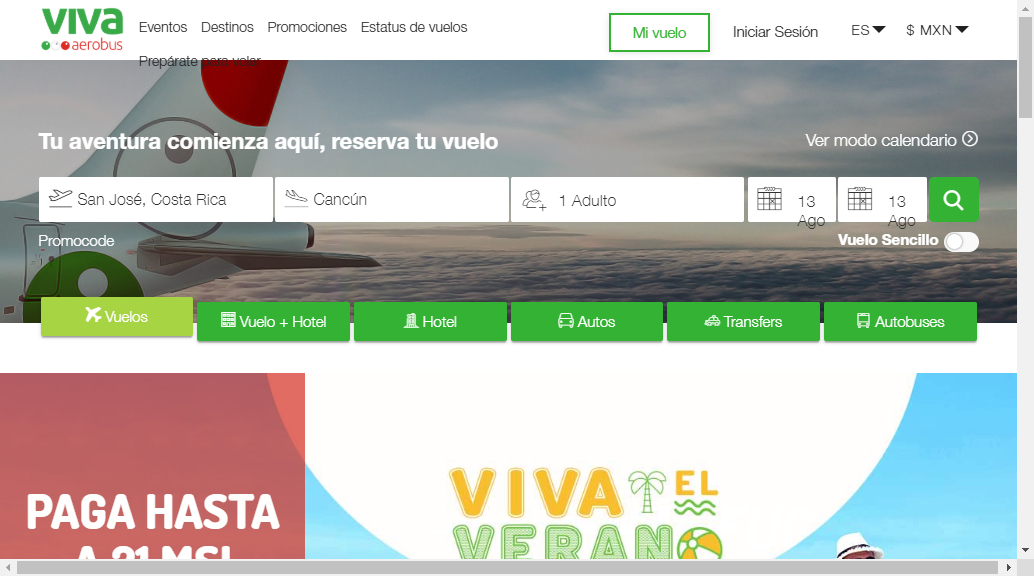 viva
aerobus
Eventos Destinos Promociones Estatus de vuelos
Prepárate para volar
Mi vuelo
Iniciar Sesión
ES
$ MXN
Tu aventura comienza aquí, reserva tu vuelo
Ver modo calendario
San José, Costa Rica
Cancún
1 Adulto
13
Ago
13
Ago
Promocode
Vuelo Sencillo
Vuelos
Vuelo + Hotel
Hotel
Autos
Transfers
Autobuses
PAGA HASTA
A 21 MSI
VIVA EL
VERANO